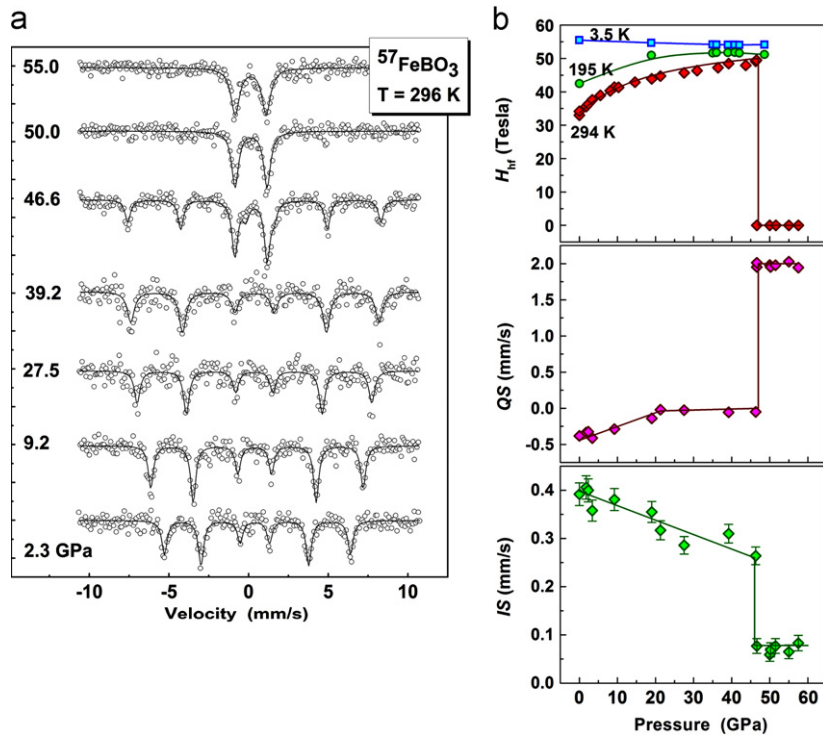 a
57FeBO3
T = 296 K
55.0
50.0
46.6
39.2
27.5
9.2
2.3 GPa
-10 -5 0 5 10
Velocity (mm/s)
b
60
50
40
30
20
10
0
Hhf (Tesla)
3.5 K
195 K
294 K
2.0
1.5
1.0
0.5
0.0
-0.5
QS (mm/s)
0.4
0.3
0.2
0.1
0.0
IS (mm/s)
0 10 20 30 40 50 60
Pressure (GPa)